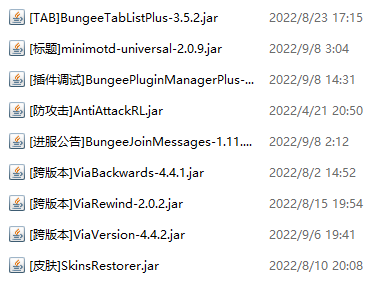 [TAB]BungeeTabListPlus-3.5.2.jar 2022/8/23 17:15
[标题]minimotd-universal-2.0.9.jar 2022/9/8 3:04
[插件调试]BungeePluginManagerPlus-... 2022/9/8 14:31
[防攻击]AntiAttackRL.jar 2022/4/21 20:50
[进服公告]BungeeJoinMessages-1.11.... 2022/9/8 2:12
[跨版本]ViaBackwards-4.4.1.jar 2022/8/2 14:52
[跨版本]ViaRewind-2.0.2.jar 2022/8/15 19:54
[跨版本]ViaVersion-4.4.2.jar 2022/9/6 19:41
[皮肤]SkinsRestorer.jar 2022/8/10 20:08